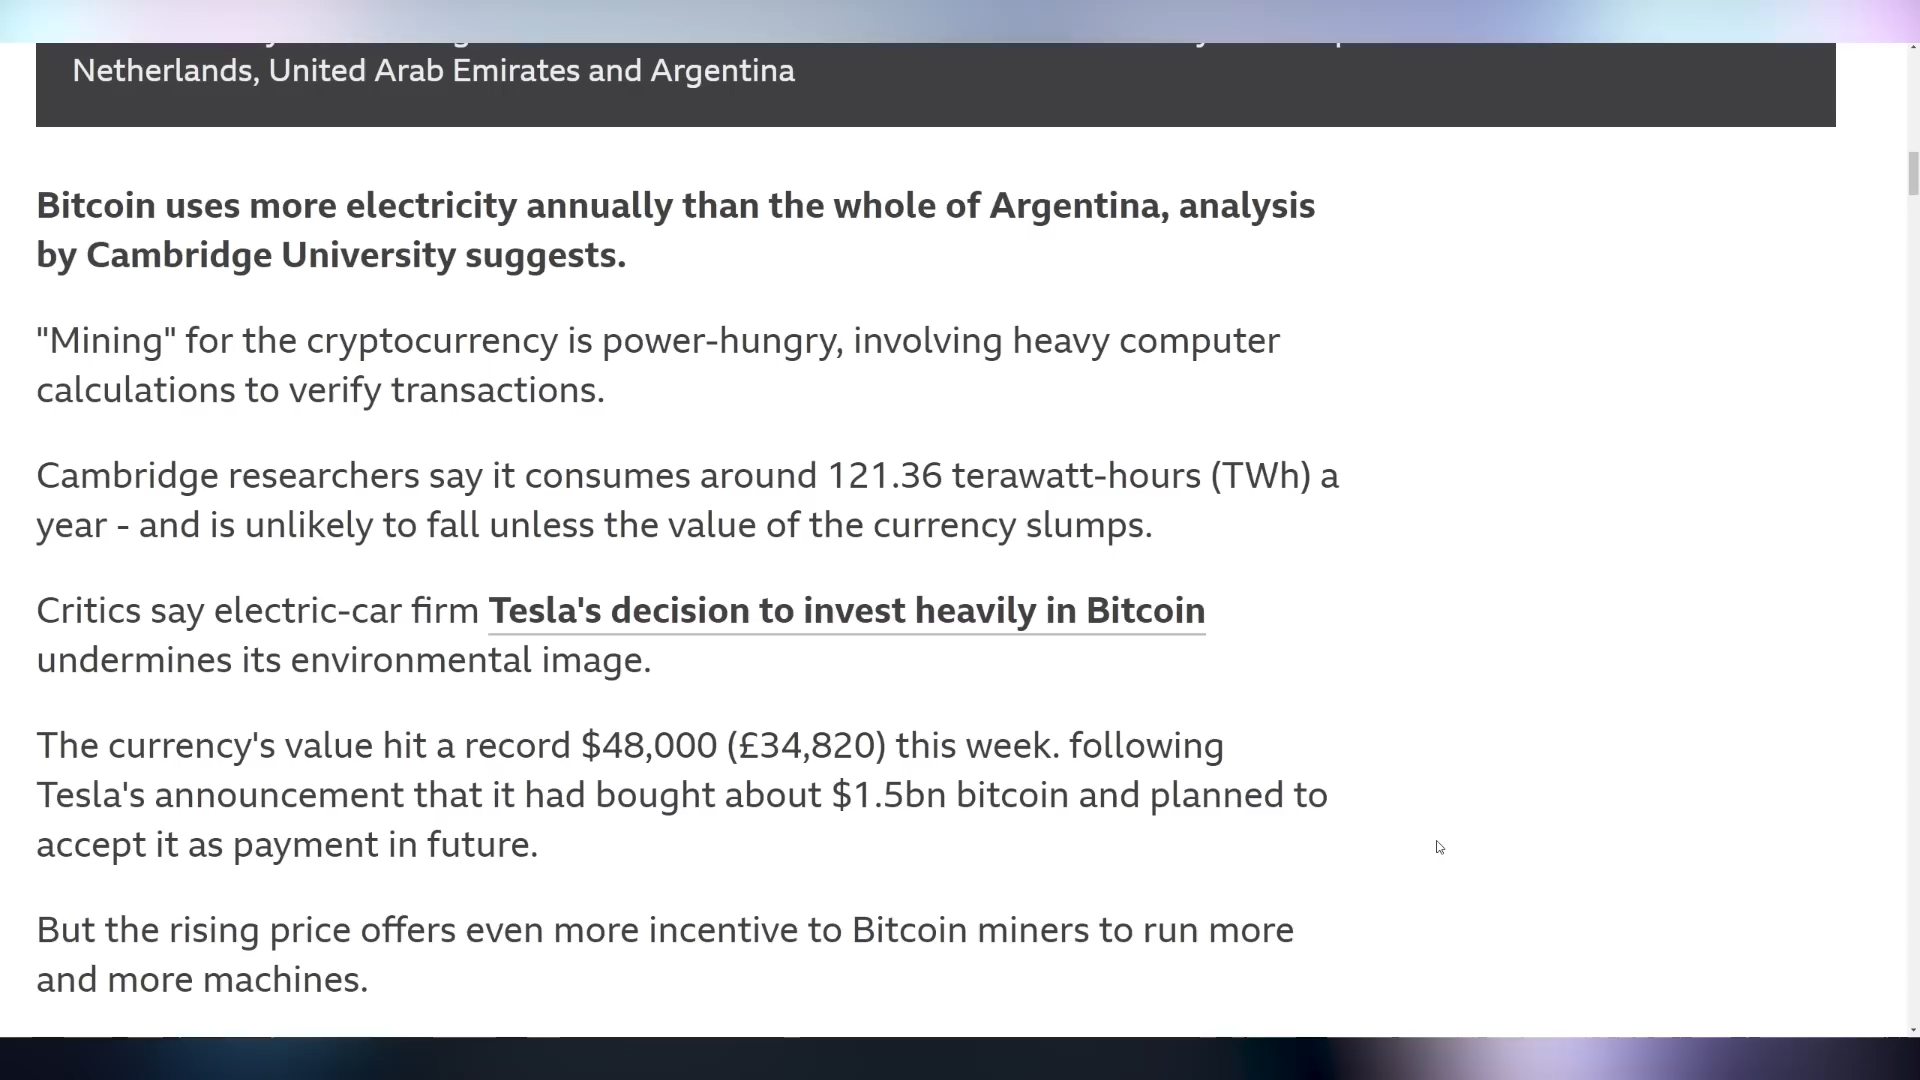 Netherlands, United Arab Emirates and Argentina
Bitcoin uses more electricity annually than the whole of Argentina, analysis
by Cambridge University suggests.
"Mining" for the cryptocurrency is power-hungry, involving heavy computer
calculations to verify transactions.
Cambridge researchers say it consumes around 121.36 terawatt-hours (TWh) a
year - and is unlikely to fall unless the value of the currency slumps.
Critics say electric-car firm Tesla's decision to invest heavily in Bitcoin
undermines its environmental image.
The currency's value hit a record $48,000 (£34,820) this week. following
Tesla's announcement that it had bought about $1.5bn bitcoin and planned to
accept it as payment in future.
But the rising price offers even more incentive to Bitcoin miners to run more
and more machines.